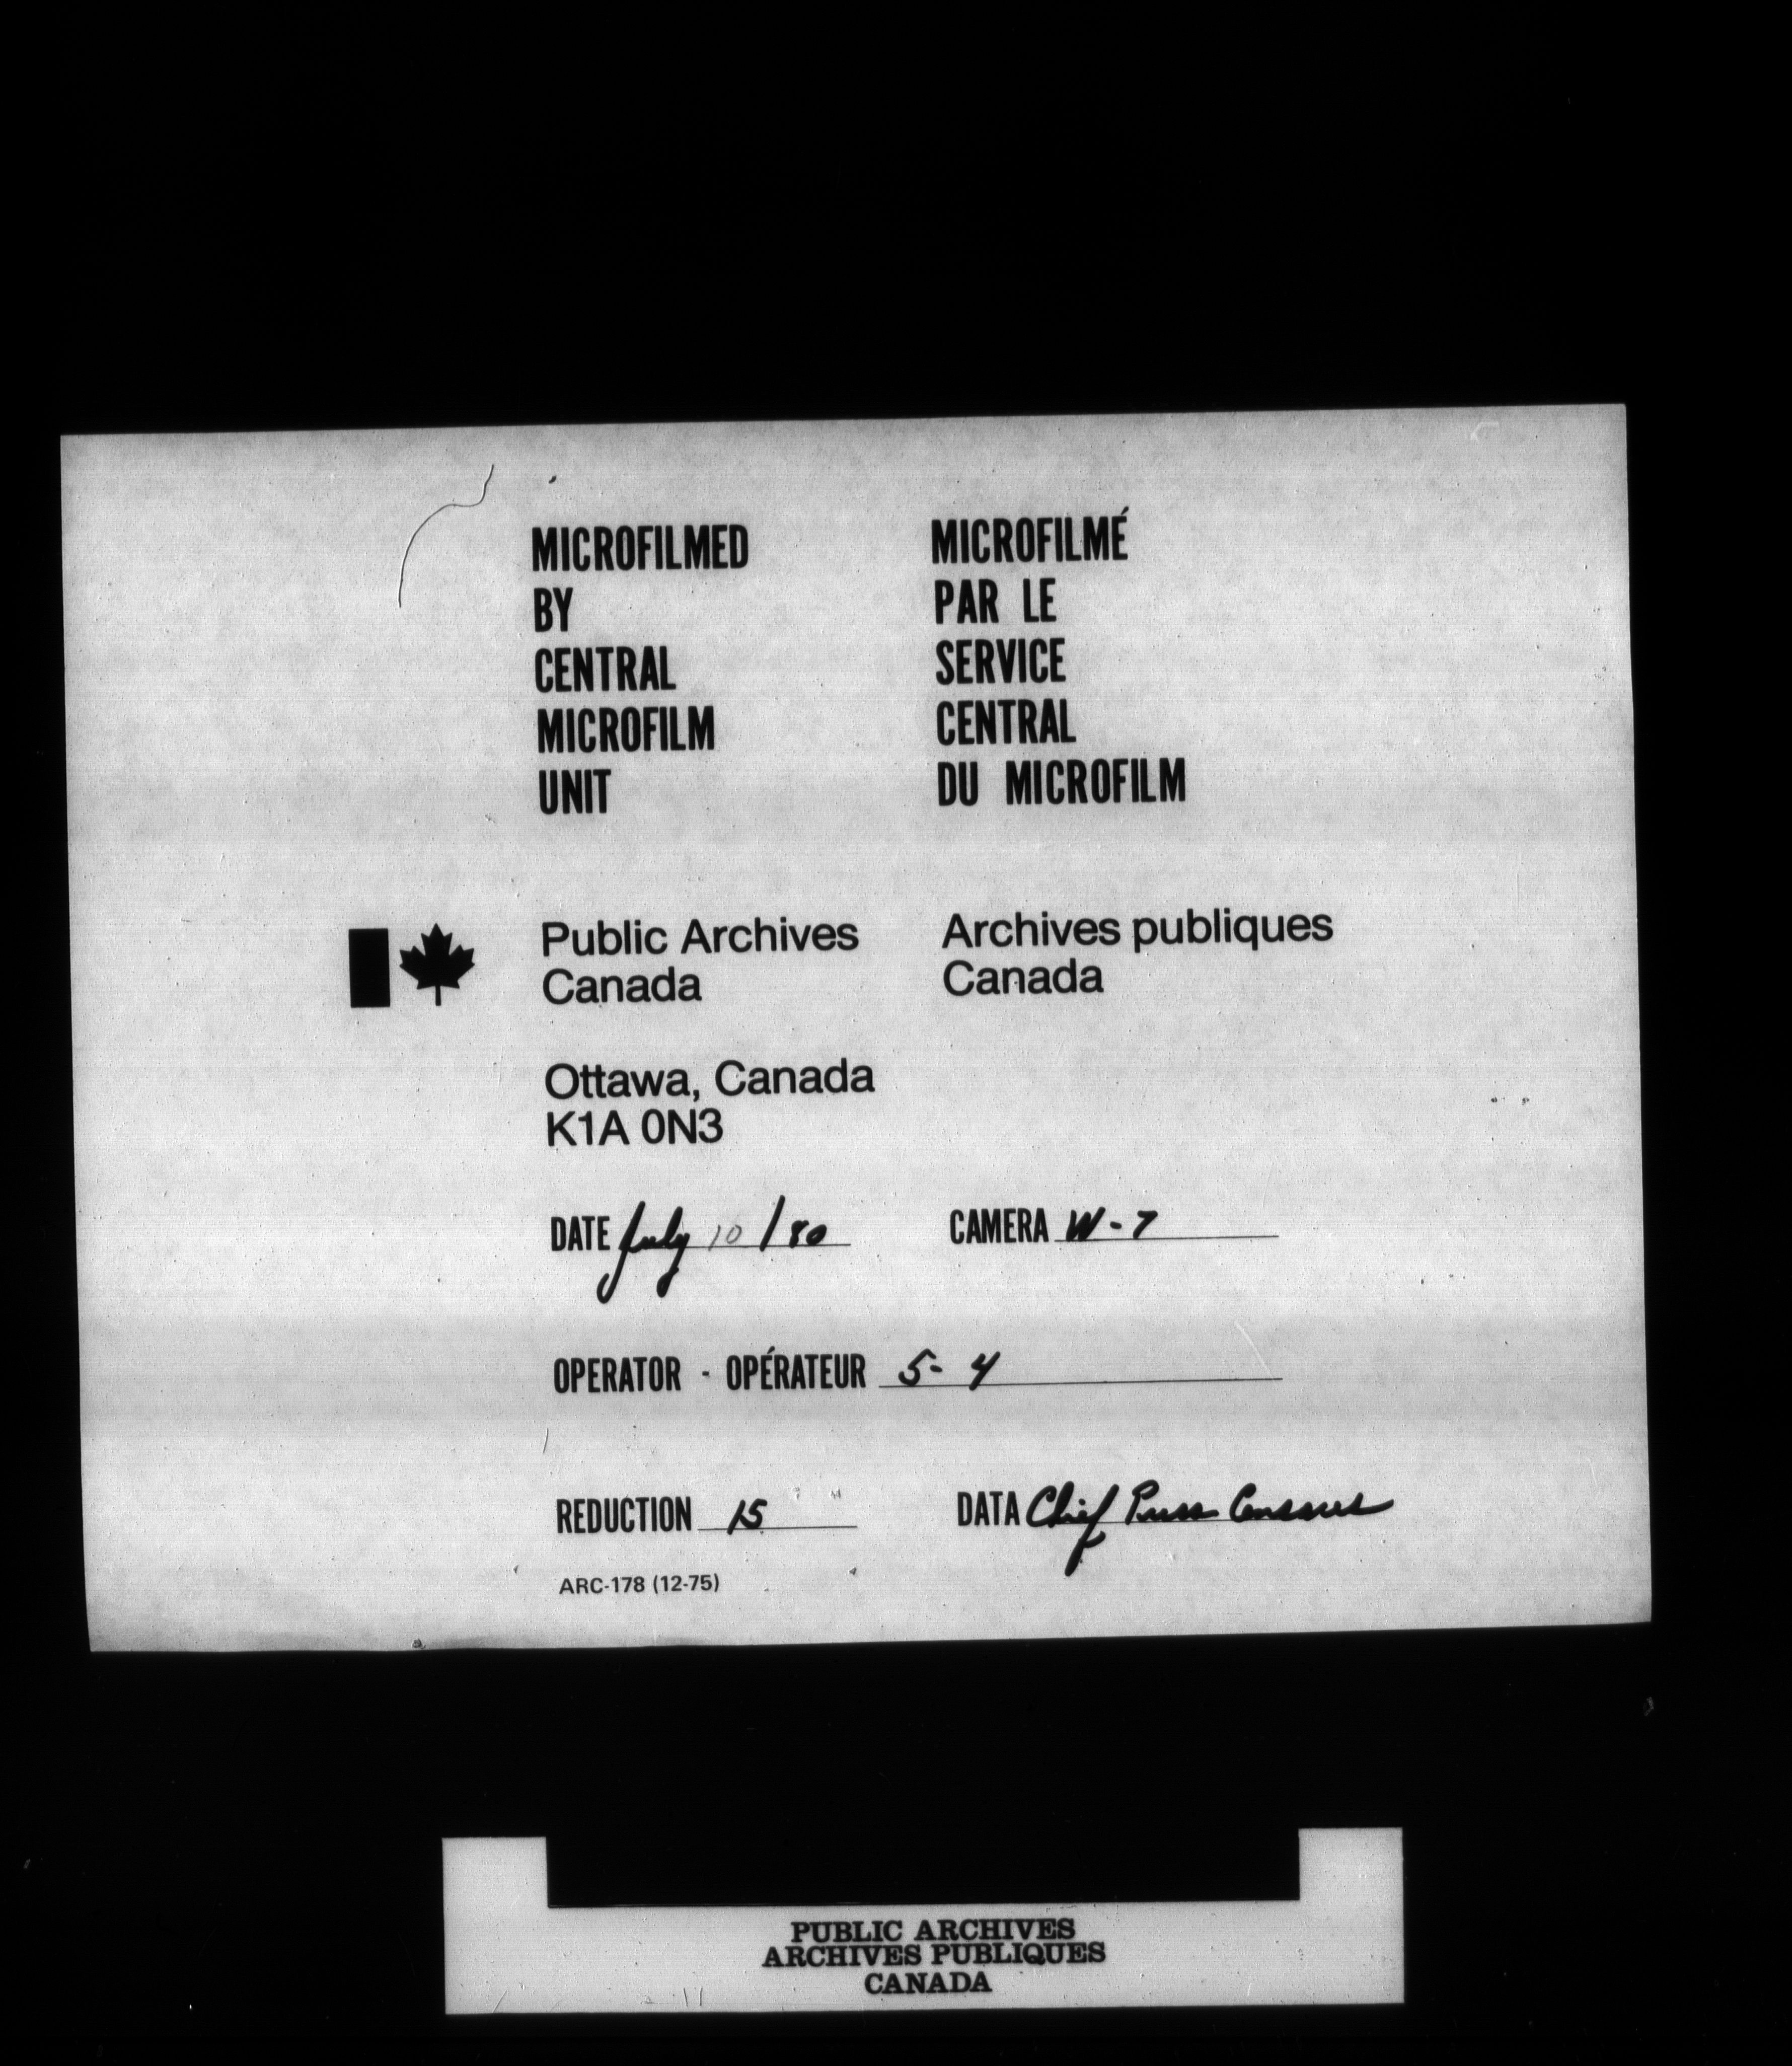 MICROFILMED
BY
CENTRAL
MICROFILM
UNIT
MICROFILMÉ
PAR LE
SERVICE
CENTRAL
DU MICROFILM
Public Archives
Canada
Archives publiques
Canada
Ottawa, Canada
K1A 0N3
DATE July 10/80
CAMERA W-7
OPERATOR - OPÉRATEUR 5-4
REDUCTION 15
DATA Chief Press Censor
ARC-178 (12-75)
PUBLIC ARCHIVES
ARCHIVES PUBLIQUES
CANADA